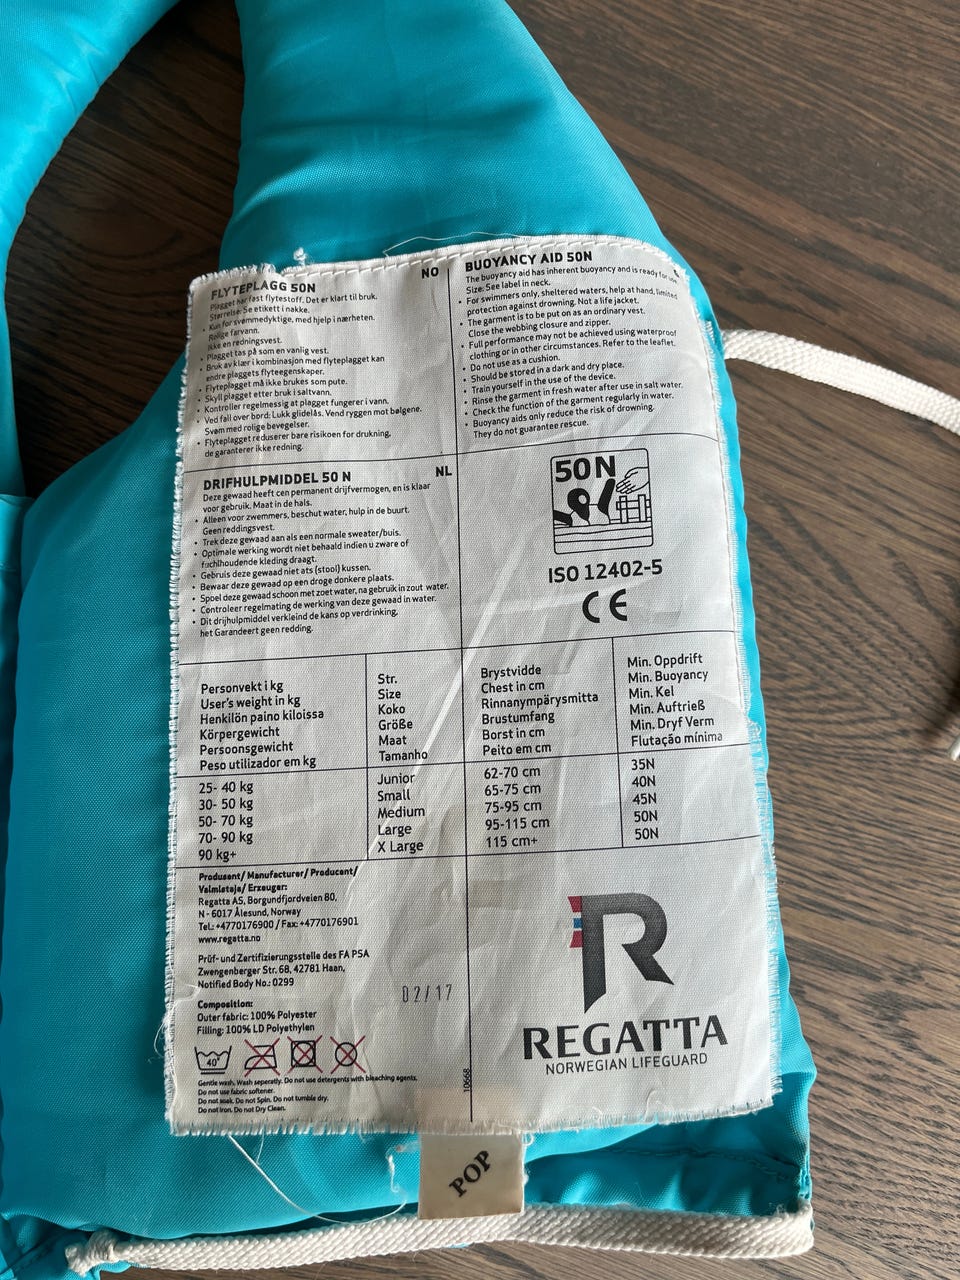 FLYTEPLAGG 50N
NO
Plagget har fast flytestoff. Det er klart til bruk.
Størrelse: Se etikett i nakke.
• Kun for svømmedyktige, med hjelp i nærheten.
Rolige farvann.
Ikke en redningsvest.
• Plagget tas på som en vanlig vest.
• Bruk av klær i kombinasjon med flyteplagget kan
endre plaggets flyteegenskaper.
• Flyteplagget må ikke brukes som pute.
• Skyll plagget etter bruk i saltvann.
• Kontroller regelmessig at plagget fungerer i vann.
• Ved fall over bord: Lukk glidelås. Vend ryggen mot bølgene.
Svøm med rolige bevegelser.
• Flyteplagget reduserer bare risikoen for drukning,
de garanterer ikke redning.
BUOYANCY AID 50N
The buoyancy aid has inherent buoyancy and is ready for use.
Size: See label in neck.
• For swimmers only, sheltered waters, help at hand, limited
protection against drowning. Not a life jacket.
• The garment is to be put on as an ordinary vest.
Close the webbing closure and zipper.
• Full performance may not be achieved using waterproof
clothing or in other circumstances. Refer to the leaflet.
• Do not use as a cushion.
• Should be stored in a dark and dry place.
• Train yourself in the use of the device.
• Rinse the garment in fresh water after use in salt water.
• Check the function of the garment regularly in water.
• Buoyancy aids only reduce the risk of drowning.
They do not guarantee rescue.
DRIFHULPMIDDEL 50 N
NL
Deze gewaad heeft cen permanent drijfvermogen, en is klaar
voor gebruik. Maat in de hals.
• Alleen voor zwemmers, beschut water, hulp in de buurt.
Geen reddingsvest.
• Trek deze gewaad aan als een normale sweater/buis.
• Optimale werking wordt niet behaald indien u zware of
fachlhoudende kleding draagt.
• Gebruis deze gewaad niet ats (stool) kussen.
• Bewaar deze gewaad op een droge donkere plaats.
• Spoel deze gewaad schoon met zoet water, na gebruik in zout water.
• Controleer regelmating de werking van deze gewaad in water.
• Dit drijhulpmiddel verkleind de kans op verdrinking,
het Garandeert geen redding.
50N
ISO 12402-5
CE
Personvekt i kg
User's weight in kg
Henkilön paino kiloissa
Körpergewicht
Persoonsgewicht
Peso utilizador em kg
Str.
Size
Koko
Größe
Maat
Tamanho
Brystvidde
Chest in cm
Rinnanympärysmitta
Brustumfang
Borst in cm
Peito em cm
Min. Oppdrift
Min. Buoyancy
Min. Kel
Min. Auftrieß
Min. Dryf Verm
Flutação mínima
25- 40 kg Junior 62-70 cm 35N
30- 50 kg Small 65-75 cm 40N
50- 70 kg Medium 75-95 cm 45N
70- 90 kg Large 95-115 cm 50N
90 kg+ X Large 115 cm+ 50N
Produsent/ Manufacturer/ Producent/
Valmistaja/ Erzeuger:
Regatta AS, Borgundfjordveien 80,
N - 6017 Ålesund, Norway
Tel.: +4770176900 / Fax: +4770176901
www.regatta.no
Prüf- und Zertifizierungsstelle des FA PSA
Zwengenberger Str. 68, 42781 Haan,
Notified Body No.: 0299
02/17
Composition:
Outer fabric: 100% Polyester
Filling: 100% LD Polyethylen
40°
Gentle wash. Wash seperatly. Do not use detergents with bleaching agents.
Do not use fabric softener.
Do not soak. Do not Spin. Do not tumble dry.
Do not Iron. Do not Dry Clean.
10668
R
REGATTA
NORWEGIAN LIFEGUARD
POP